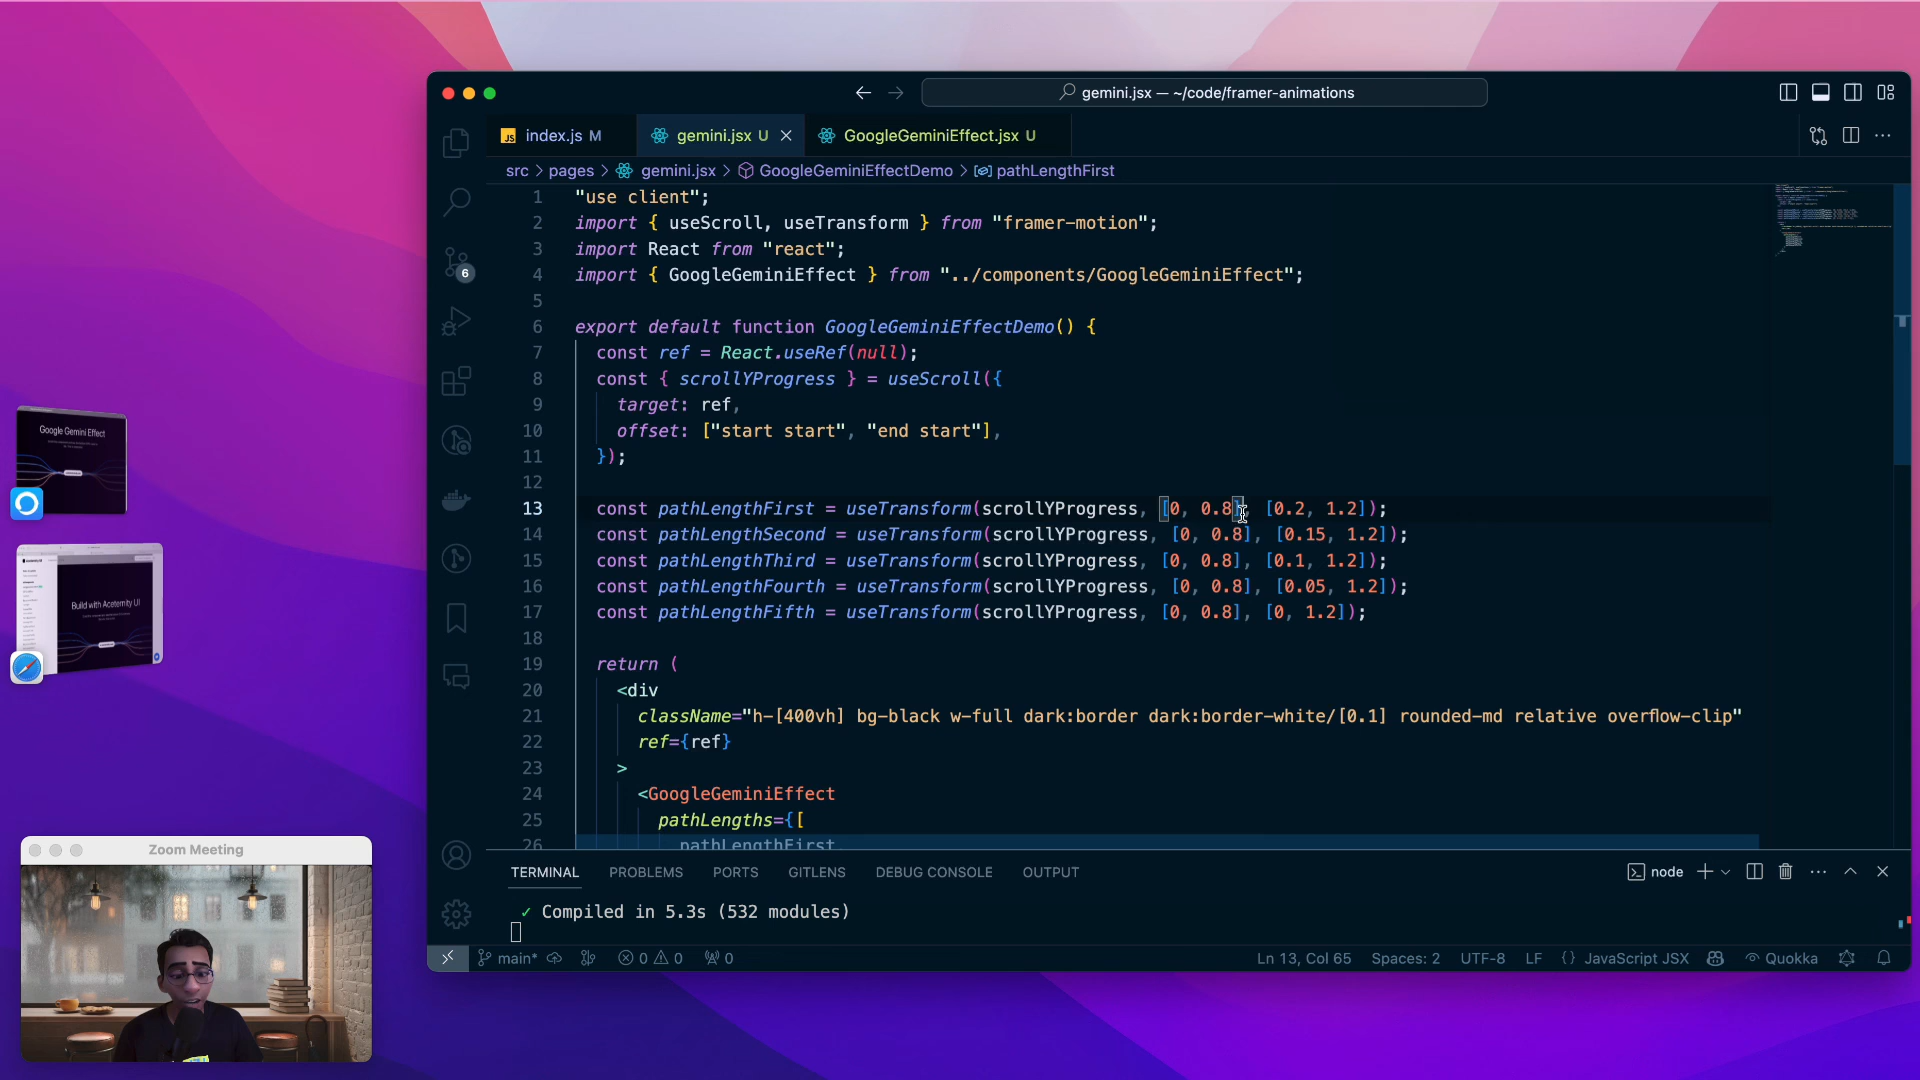 gemini.jsx — ~/code/framer-animations
index.js M
gemini.jsx U
GoogleGeminiEffect.jsx U
src > pages > gemini.jsx > GoogleGeminiEffectDemo > pathLengthFirst
1 "use client";
2 import { useScroll, useTransform } from "framer-motion";
3 import React from "react";
4 import { GoogleGeminiEffect } from "../components/GoogleGeminiEffect";
5
6 export default function GoogleGeminiEffectDemo() {
7 const ref = React.useRef(null);
8 const { scrollYProgress } = useScroll({
9 target: ref,
10 offset: ["start start", "end start"],
11 });
12
13 const pathLengthFirst = useTransform(scrollYProgress, [0, 0.8], [0.2, 1.2]);
14 const pathLengthSecond = useTransform(scrollYProgress, [0, 0.8], [0.15, 1.2]);
15 const pathLengthThird = useTransform(scrollYProgress, [0, 0.8], [0.1, 1.2]);
16 const pathLengthFourth = useTransform(scrollYProgress, [0, 0.8], [0.05, 1.2]);
17 const pathLengthFifth = useTransform(scrollYProgress, [0, 0.8], [0, 1.2]);
18
19 return (
20 <div
21 className="h-[400vh] bg-black w-full dark:border dark:border-white/[0.1] rounded-md relative overflow-clip"
22 ref={ref}
23 >
24 <GoogleGeminiEffect
25 pathLengths={[
26 pathLengthFirst,
6
Google Gemini Effect
Build with Aceternity UI
Zoom Meeting
TERMINAL PROBLEMS PORTS GITLENS DEBUG CONSOLE OUTPUT
node
✓ Compiled in 5.3s (532 modules)
main* 0 0 0
Ln 13, Col 65 Spaces: 2 UTF-8 LF {} JavaScript JSX Quokka